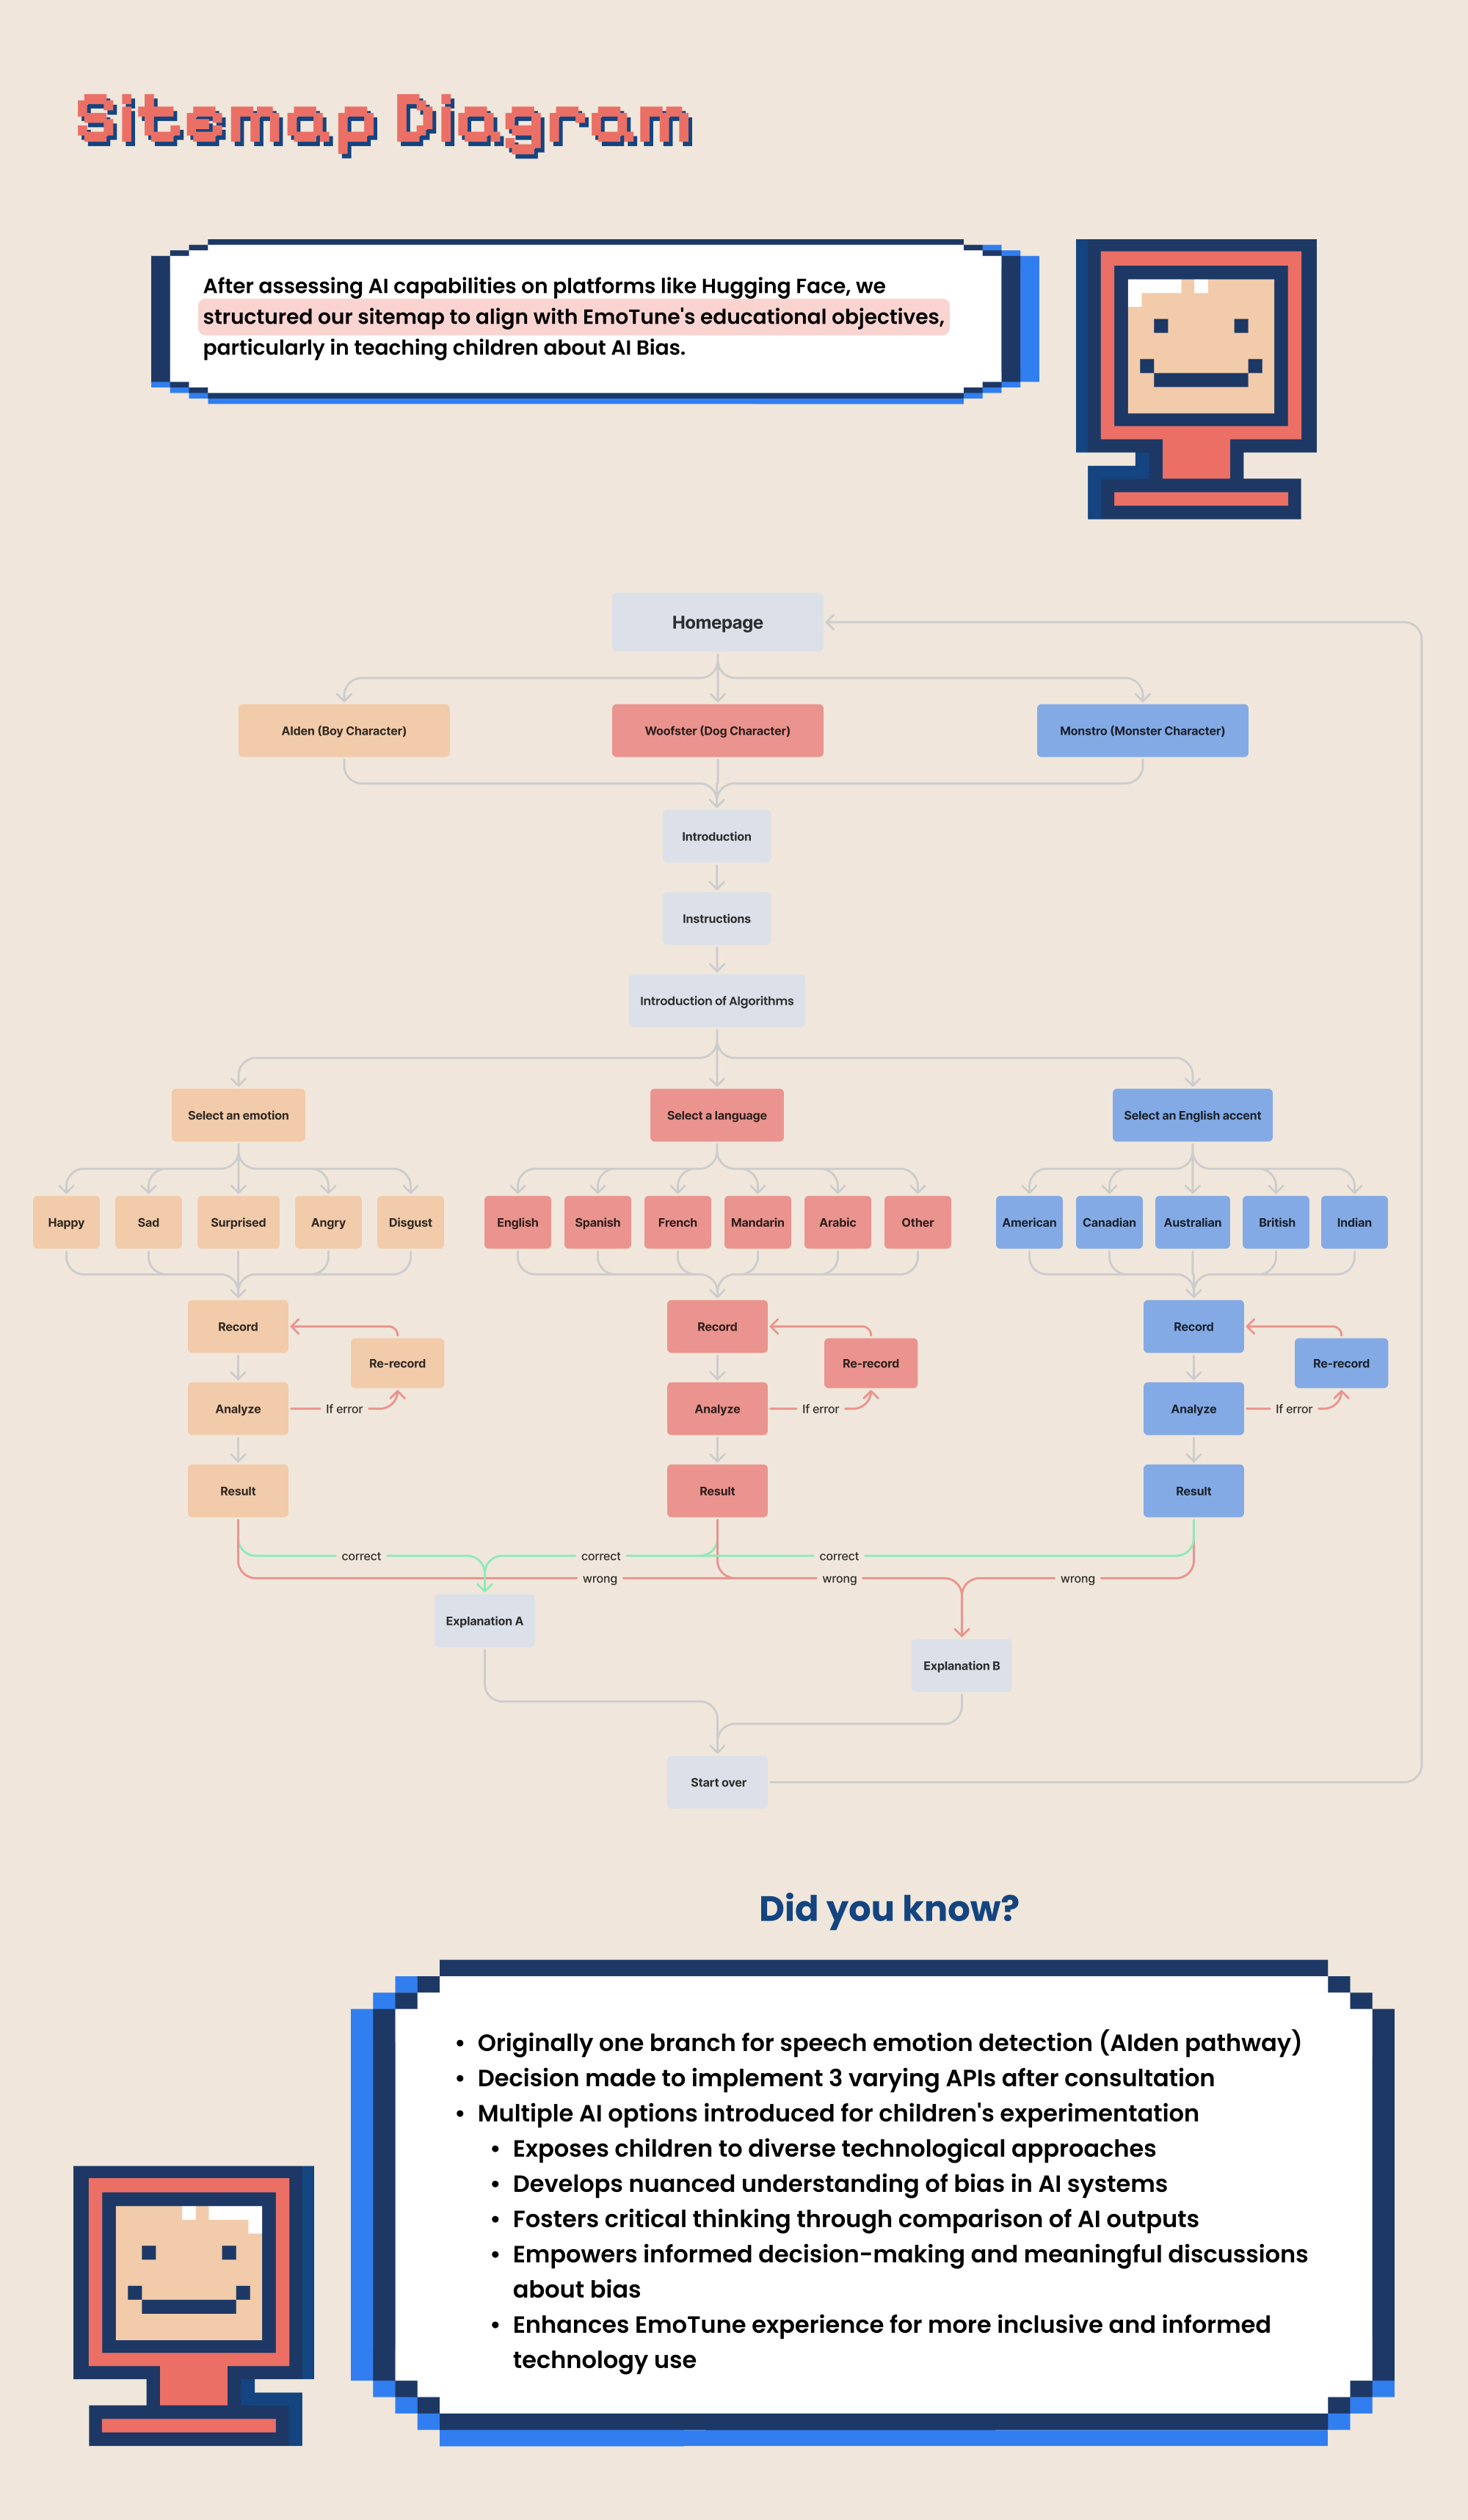 Sitemap Diagram
After assessing AI capabilities on platforms like Hugging Face, we
structured our sitemap to align with EmoTune's educational objectives,
particularly in teaching children about AI Bias.
Homepage
AIden (Boy Character)
Woofster (Dog Character)
Monstro (Monster Character)
Introduction
Instructions
Introduction of Algorithms
Select an emotion
Select a language
Select an English accent
Happy
Sad
Surprised
Angry
Disgust
English
Spanish
French
Mandarin
Arabic
Other
American
Canadian
Australian
British
Indian
Record
Re-record
Analyze
If error
Result
Record
Re-record
Analyze
If error
Result
Record
Re-record
Analyze
If error
Result
correct
correct
correct
wrong
wrong
wrong
Explanation A
Explanation B
Start over
Did you know?
• Originally one branch for speech emotion detection (AIden pathway)
• Decision made to implement 3 varying APIs after consultation
• Multiple AI options introduced for children's experimentation
• Exposes children to diverse technological approaches
• Develops nuanced understanding of bias in AI systems
• Fosters critical thinking through comparison of AI outputs
• Empowers informed decision-making and meaningful discussions
about bias
• Enhances EmoTune experience for more inclusive and informed
technology use